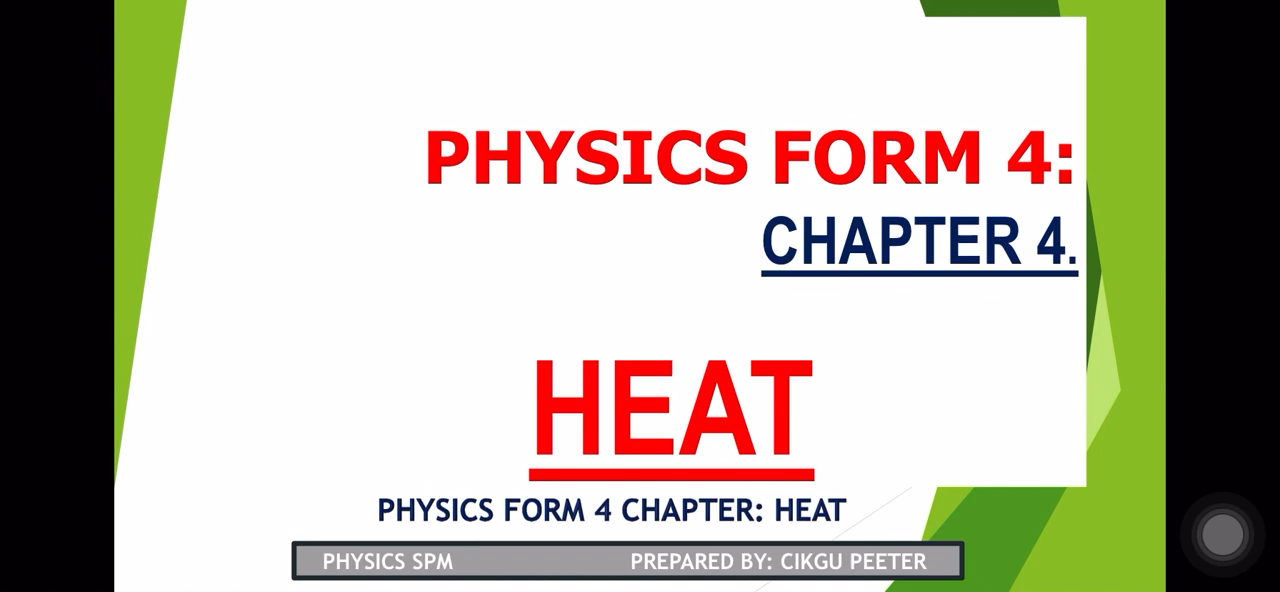 PHYSICS FORM 4:
CHAPTER 4.
HEAT
PHYSICS FORM 4 CHAPTER: HEAT
PHYSICS SPM PREPARED BY: CIKGU PEETER